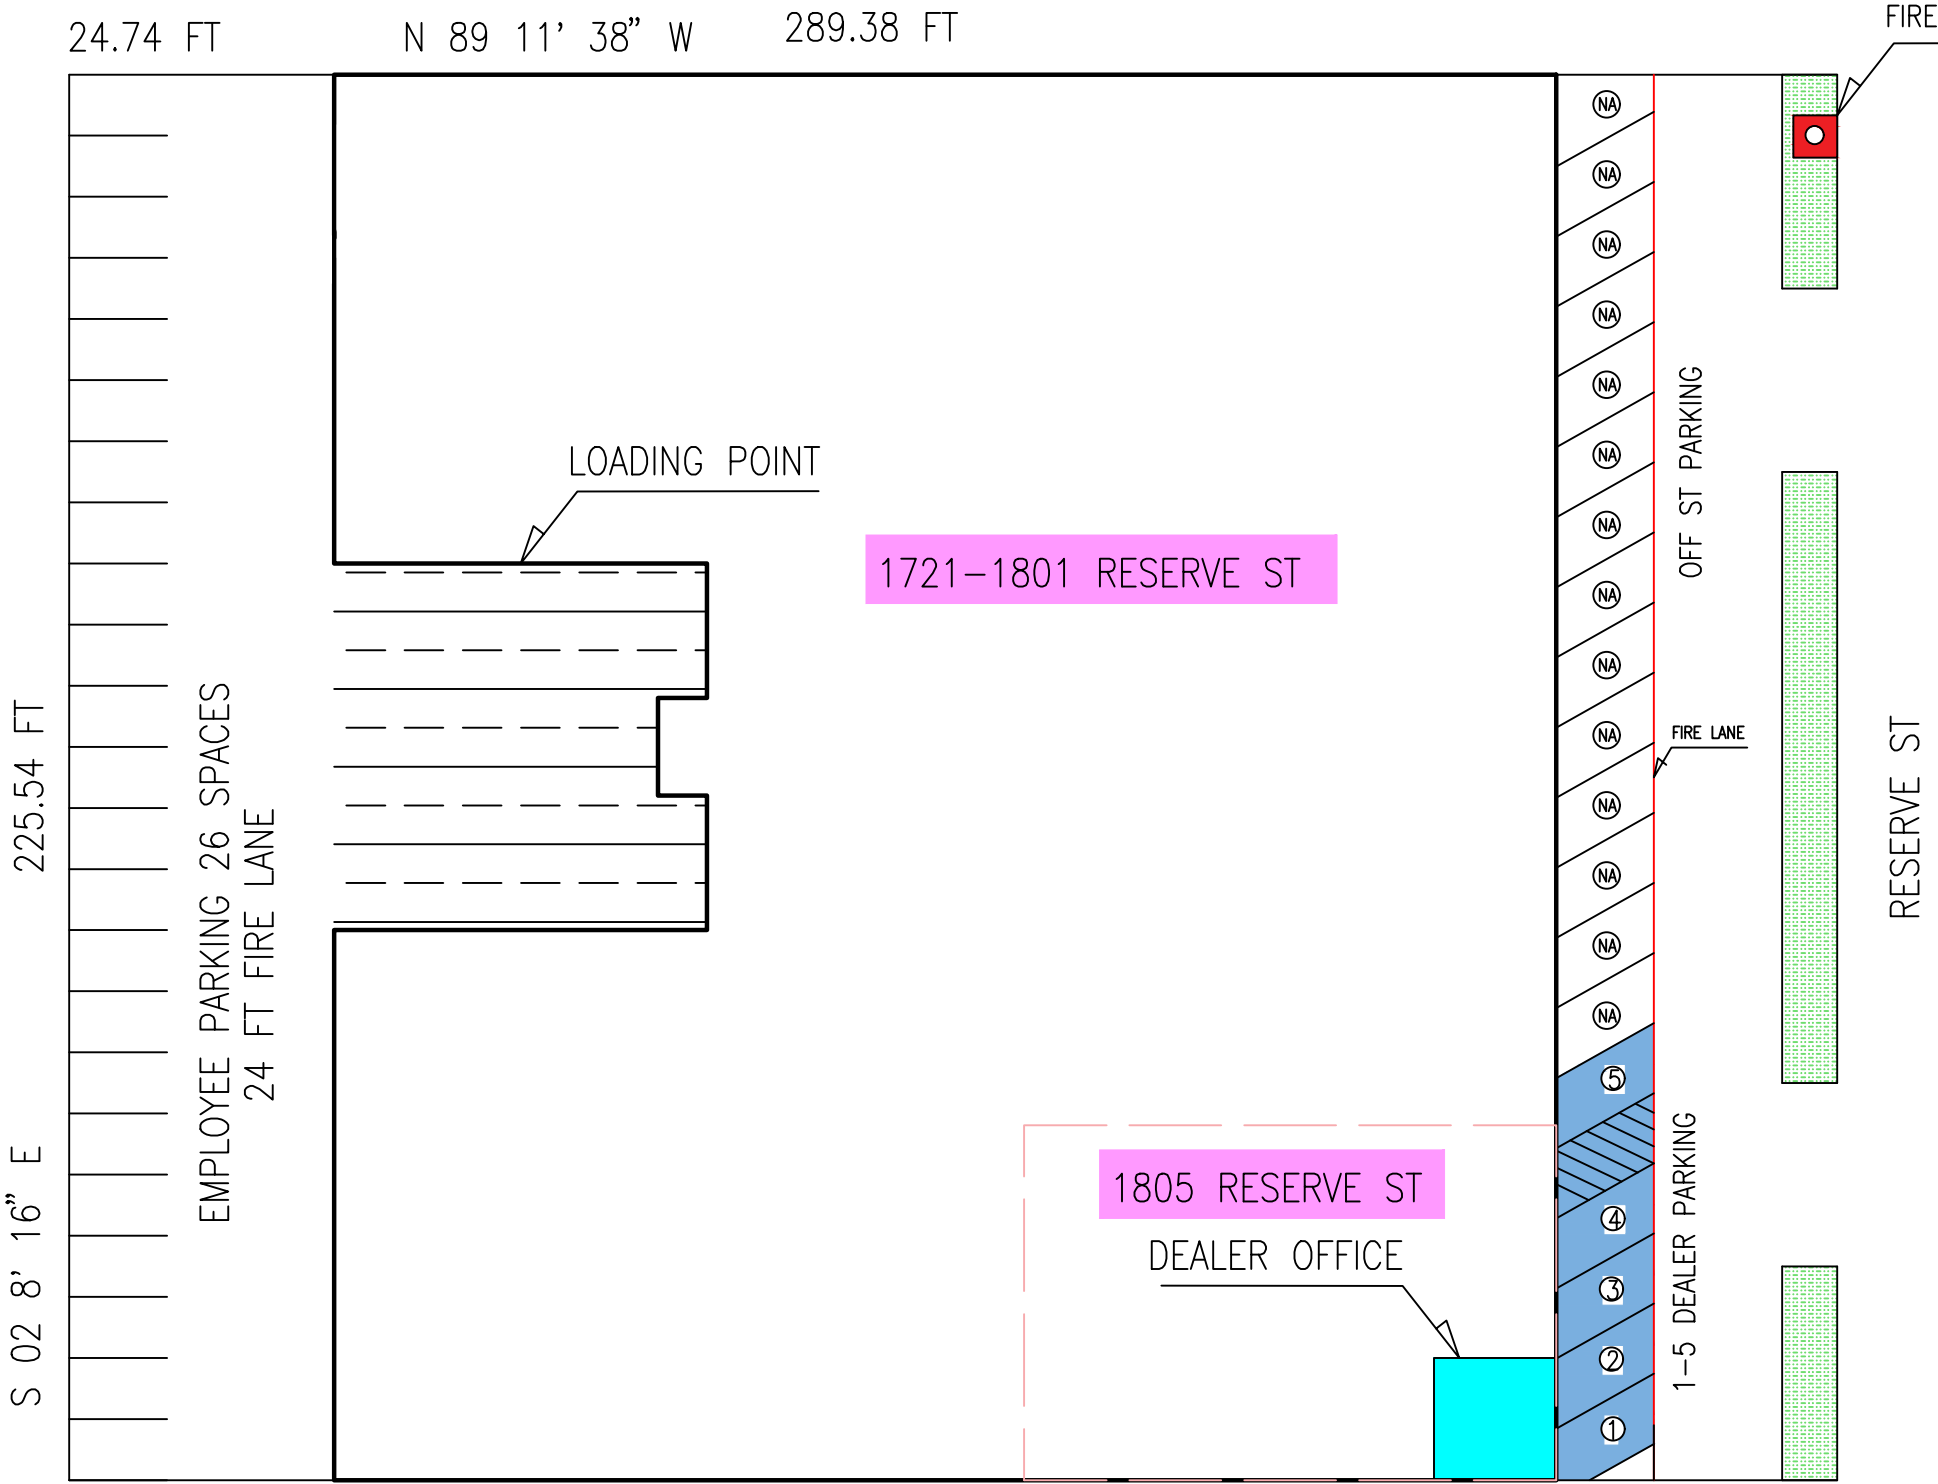 24.74 FT
N 89 11' 38” W
289.38 FT
FIRE
NA
NA
NA
NA
NA
NA
NA
NA
NA
NA
NA
NA
NA
NA
OFF ST PARKING
LOADING POINT
1721-1801 RESERVE ST
FIRE LANE
RESERVE ST
225.54 FT
S 02 8' 16” E
EMPLOYEE PARKING 26 SPACES
24 FT FIRE LANE
1805 RESERVE ST
DEALER OFFICE
5
4
3
2
1
1-5 DEALER PARKING